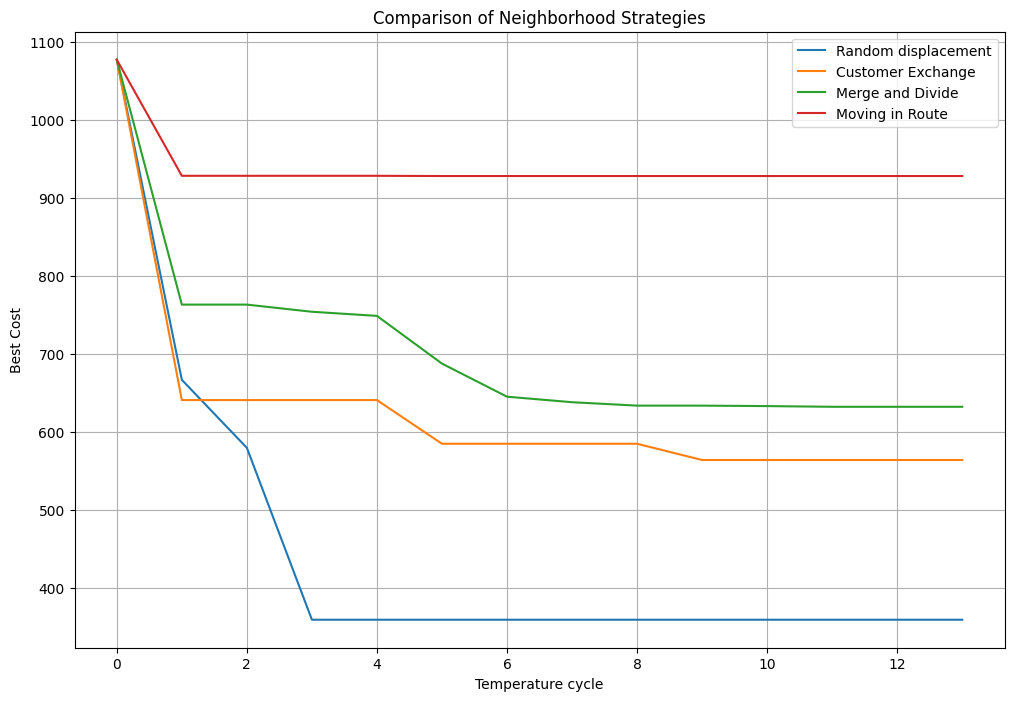 Comparison of Neighborhood Strategies
Random displacement
Customer Exchange
Merge and Divide
Moving in Route
Best Cost
1100
1000
900
800
700
600
500
400
0 2 4 6 8 10 12
Temperature cycle